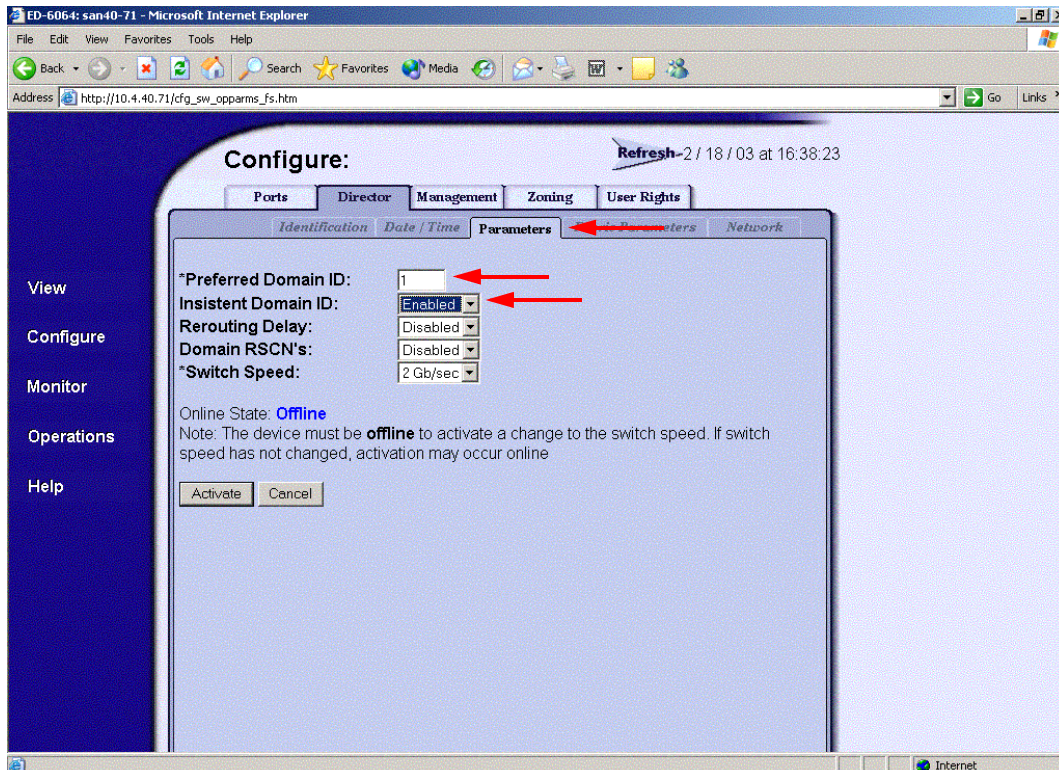 ED-6064: san40-71 - Microsoft Internet Explorer
File Edit View Favorites Tools Help
Back Search Favorites Media
Address http://10.4.40.71/cfg_sw_opparms_fs.htm Go Links
Configure: Refresh-2 / 18 / 03 at 16:38:23
Ports Director Management Zoning User Rights
Identification Date / Time Parameters Parameters Network
*Preferred Domain ID: 1
View
Insistent Domain ID: Enabled
Rerouting Delay: Disabled
Configure
Domain RSCN's: Disabled
*Switch Speed: 2 Gb/sec
Monitor
Online State: Offline
Note: The device must be offline to activate a change to the switch speed. If switch
Operations
speed has not changed, activation may occur online
Help
Activate Cancel
Internet